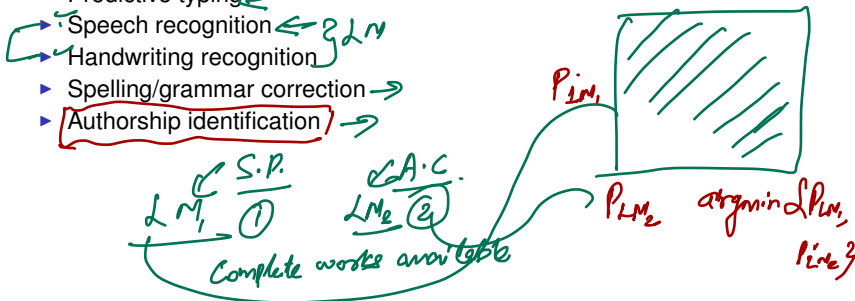 Predictive typing
Speech recognition } LM
Handwriting recognition
Spelling/grammar correction →
Authorship identification →
P_LM₁
S.P. A.C.
LM₁ ① LM₂ ②
P_LM₂ argmin {P_LM₁,
P_LM₂}
Complete works available